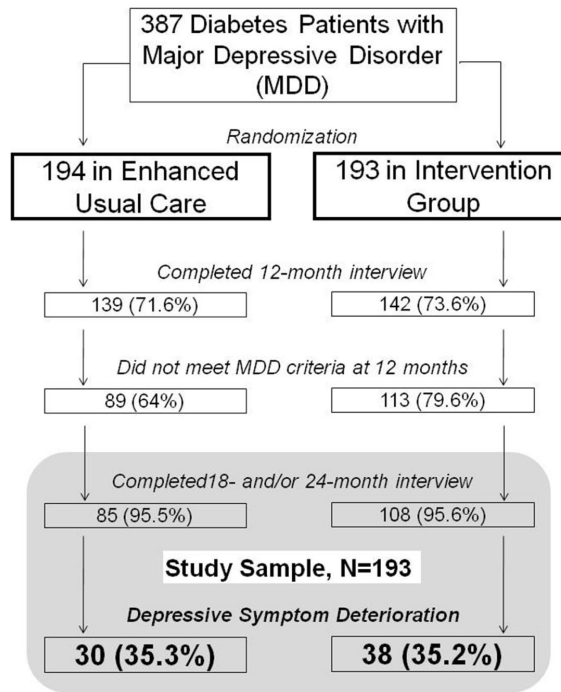 387 Diabetes Patients with
Major Depressive Disorder
(MDD)
Randomization
194 in Enhanced
Usual Care
193 in Intervention
Group
Completed 12-month interview
139 (71.6%)
142 (73.6%)
Did not meet MDD criteria at 12 months
89 (64%)
113 (79.6%)
Completed18- and/or 24-month interview
85 (95.5%)
108 (95.6%)
Study Sample, N=193
Depressive Symptom Deterioration
30 (35.3%)
38 (35.2%)